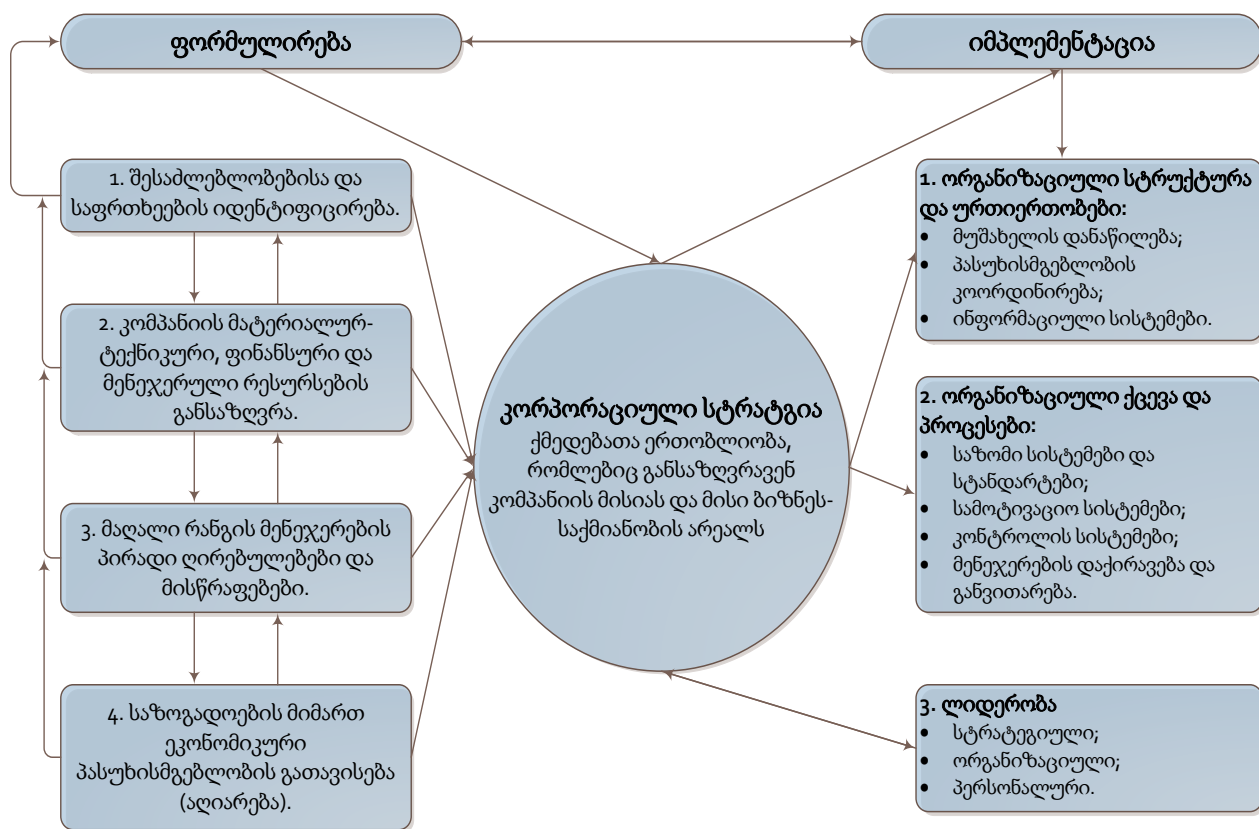 ფორმულირება
იმპლემენტაცია
1. შესაძლებლობებისა და
საფრთხეების იდენტიფიცირება.
2. კომპანიის მატერიალურ-
ტექნიკური, ფინანსური და
მენეჯერული რესურსების
განსაზღვრა.
3. მაღალი რანგის მენეჯერების
პირადი ღირებულებები და
მისწრაფებები.
4. საზოგადოების მიმართ
ეკონომიკური
პასუხისმგებლობის გათავისება
(აღიარება).
კორპორაციული სტრატგია
ქმედებათა ერთობლიობა,
რომლებიც განსაზღვრავენ
კომპანიის მისიას და მისი ბიზნეს-
საქმიანობის არეალს
1. ორგანიზაციული სტრუქტურა
და ურთიერთობები:
• მუშახელის დანაწილება;
• პასუხისმგებლობის
კოორდინირება;
• ინფორმაციული სისტემები.
2. ორგანიზაციული ქცევა და
პროცესები:
• საზომი სისტემები და
სტანდარტები;
• სამოტივაციო სისტემები;
• კონტროლის სისტემები;
• მენეჯერების დაქირავება და
განვითარება.
3. ლიდერობა
• სტრატეგიული;
• ორგანიზაციული;
• პერსონალური.